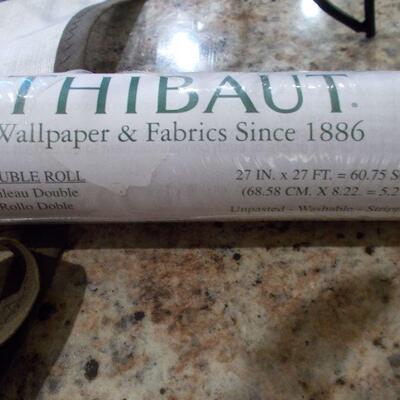 THIBAUT.
Wallpaper & Fabrics Since 1886
UBLE ROLL
uleau Double
Rollo Doble
27 IN. x 27 FT. = 60.75 S
(68.58 CM. X 8.22. = 5.2
Unpasted - Washable - Stripp